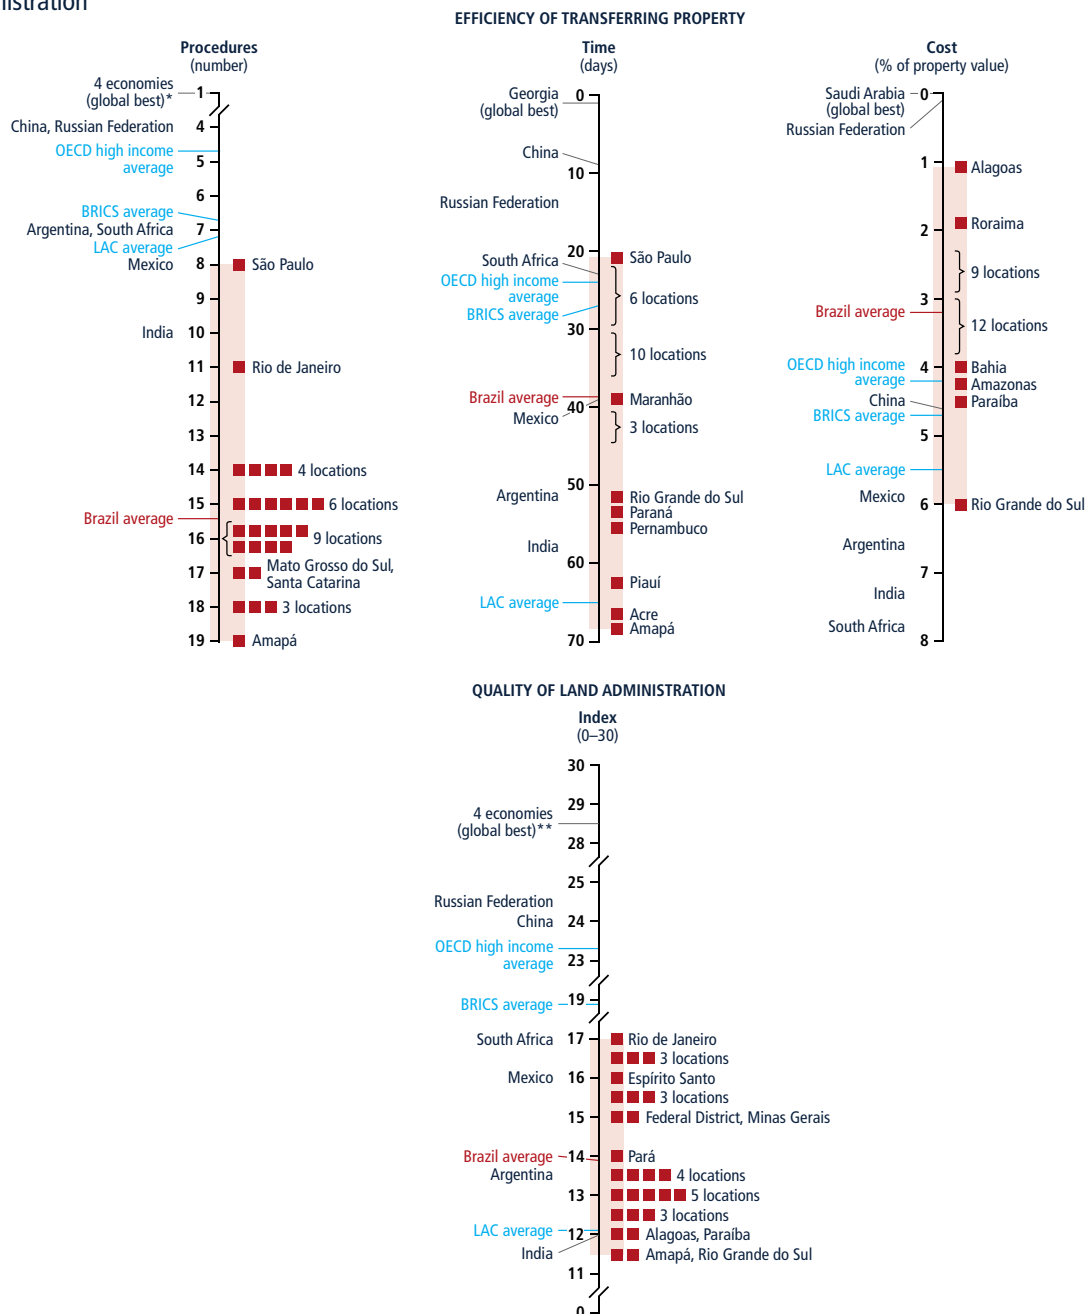 nistration
EFFICIENCY OF TRANSFERRING PROPERTY
Procedures
(number)
4 economies
(global best)*
1
China, Russian Federation
4
OECD high income
average
5
6
BRICS average
Argentina, South Africa
7
LAC average
Mexico
8
São Paulo
9
India
10
11
Rio de Janeiro
12
13
14
4 locations
15
6 locations
Brazil average
16
9 locations
17
Mato Grosso do Sul,
Santa Catarina
18
3 locations
19
Amapá
Time
(days)
Georgia
(global best)
0
China
10
Russian Federation
20
São Paulo
South Africa
OECD high income
average
6 locations
BRICS average
30
10 locations
Brazil average
Maranhão
40
Mexico
3 locations
50
Argentina
Rio Grande do Sul
Paraná
Pernambuco
India
60
Piauí
LAC average
Acre
Amapá
70
Cost
(% of property value)
Saudi Arabia
(global best)
0
Russian Federation
1
Alagoas
Roraima
2
9 locations
3
Brazil average
12 locations
OECD high income
average
4
Bahia
Amazonas
China
Paraíba
BRICS average
5
LAC average
Mexico
6
Rio Grande do Sul
Argentina
7
India
South Africa
8
QUALITY OF LAND ADMINISTRATION
Index
(0–30)
30
29
4 economies
(global best)**
28
25
Russian Federation
China
24
OECD high income
average
23
BRICS average
19
South Africa
17
Rio de Janeiro
3 locations
Mexico
16
Espírito Santo
3 locations
15
Federal District, Minas Gerais
Brazil average
14
Pará
Argentina
4 locations
13
5 locations
3 locations
LAC average
12
Alagoas, Paraíba
India
Amapá, Rio Grande do Sul
11
0